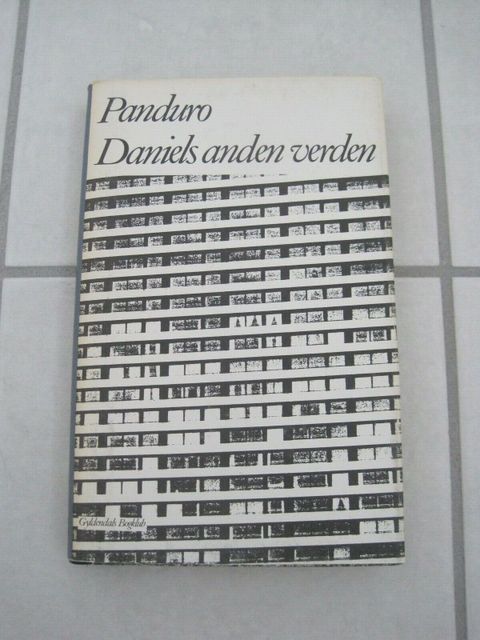 Panduro
Daniels anden verden
Gyldendals Bogklub